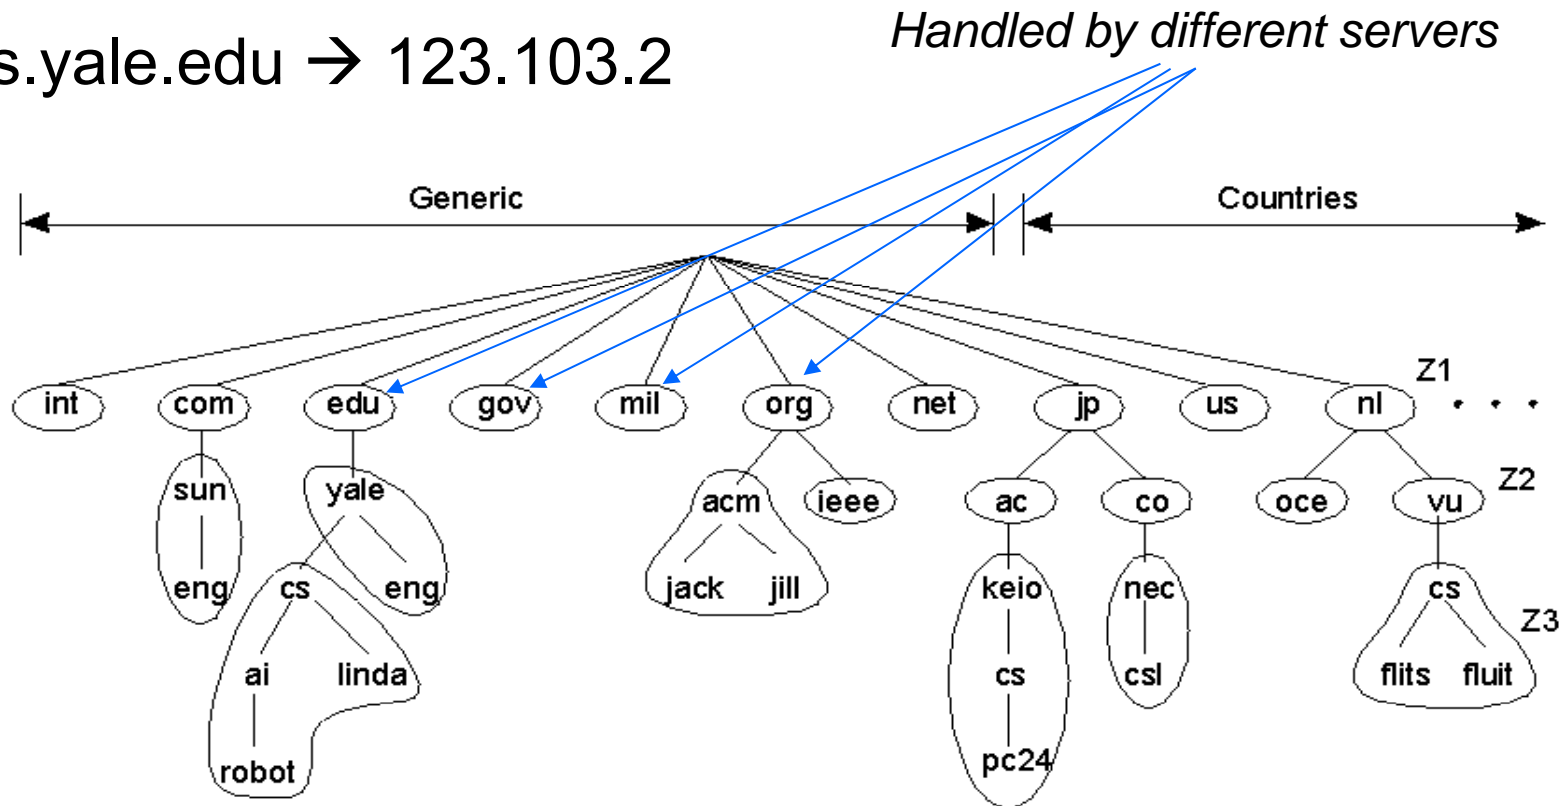 Handled by different servers
s.yale.edu → 123.103.2
Generic Countries
int com edu gov mil org net jp us nl Z1 . . .
sun yale acm ieee ac co oce vu Z2
eng cs eng jack jill keio nec cs Z3
ai linda cs csl flits fluit
robot pc24